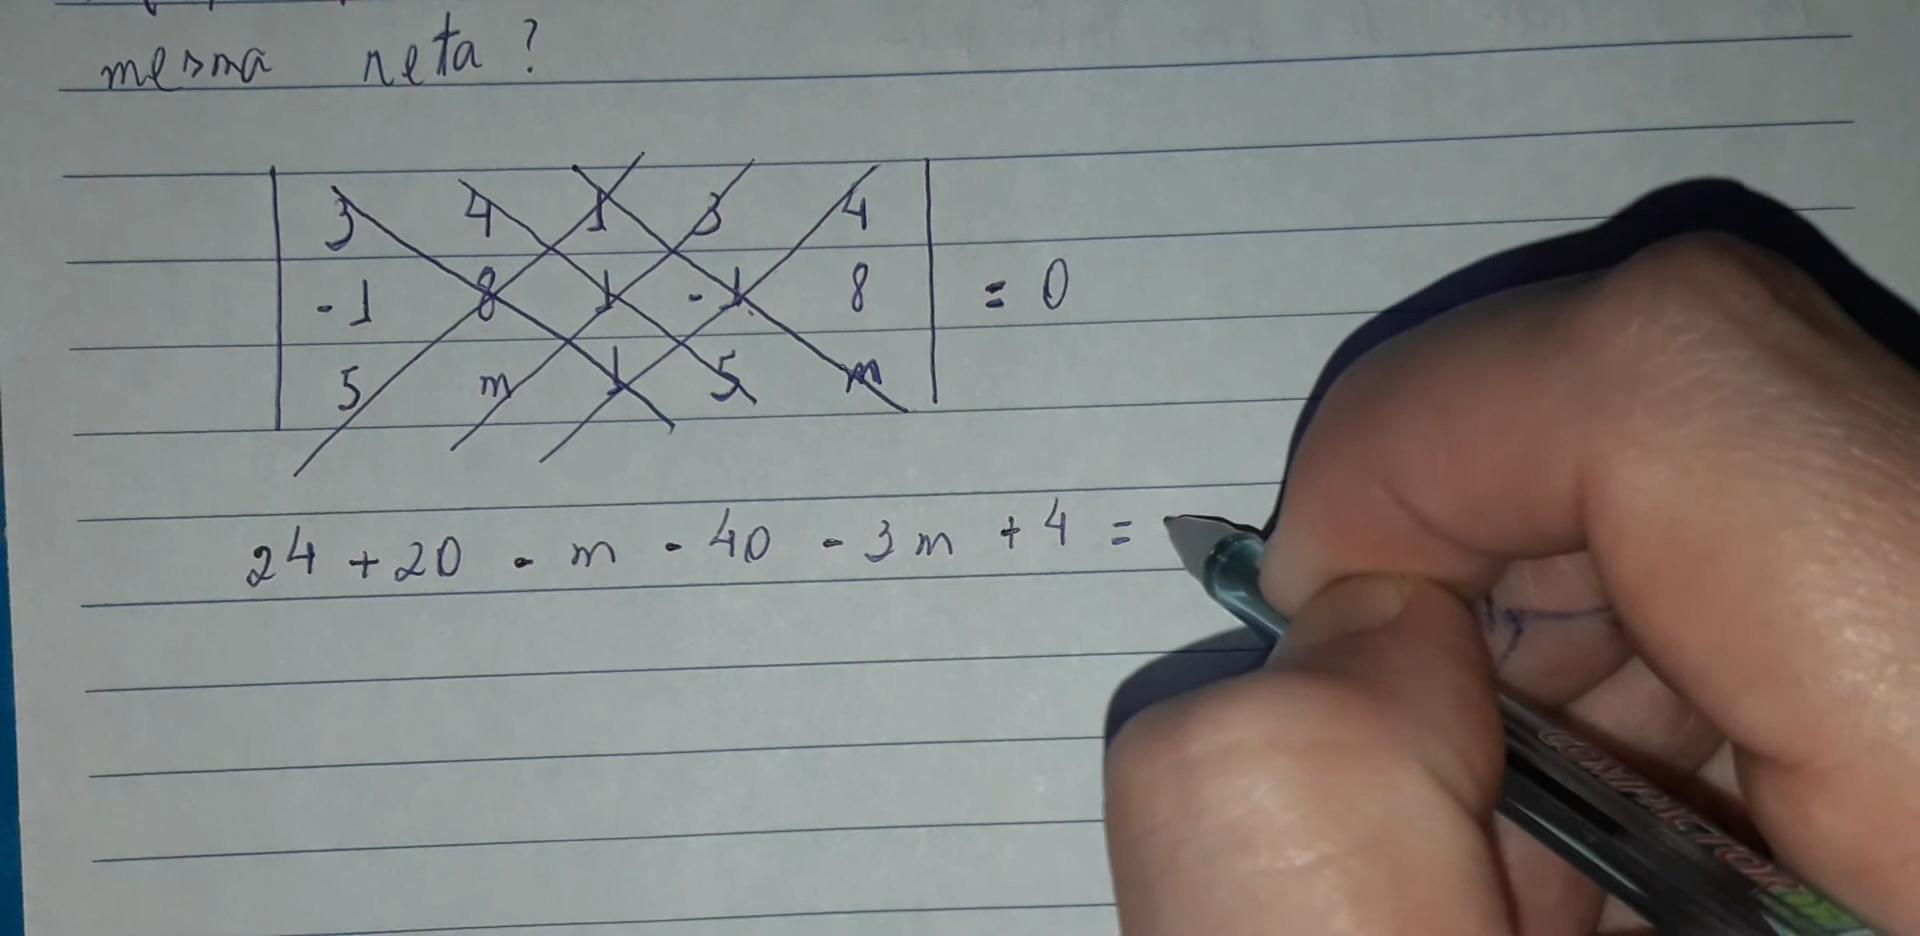 mesma reta?
3 4 1 3 4
-1 8 1 -1 8 = 0
5 m 1 5 m
24 + 20 - m - 40 - 3m + 4 =
COMPACTOR